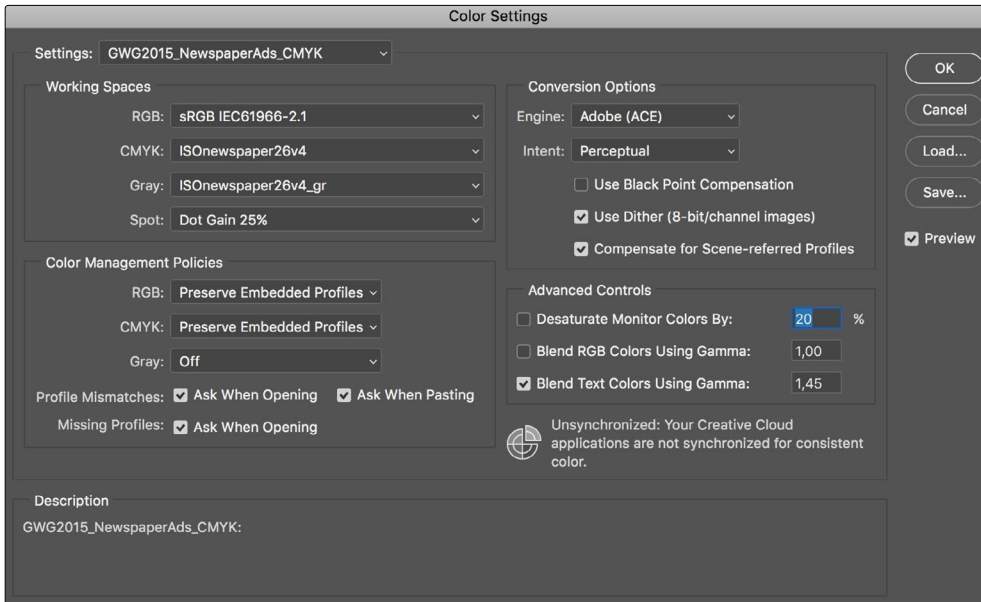 Color Settings
Settings: GWG2015_NewspaperAds_CMYK
OK
Cancel
Load...
Save...
Preview
Working Spaces
RGB: sRGB IEC61966-2.1
CMYK: ISOnewspaper26v4
Gray: ISOnewspaper26v4_gr
Spot: Dot Gain 25%
Color Management Policies
RGB: Preserve Embedded Profiles
CMYK: Preserve Embedded Profiles
Gray: Off
Profile Mismatches: Ask When Opening Ask When Pasting
Missing Profiles: Ask When Opening
Conversion Options
Engine: Adobe (ACE)
Intent: Perceptual
Use Black Point Compensation
Use Dither (8-bit/channel images)
Compensate for Scene-referred Profiles
Advanced Controls
Desaturate Monitor Colors By: 20 %
Blend RGB Colors Using Gamma: 1,00
Blend Text Colors Using Gamma: 1,45
Unsynchronized: Your Creative Cloud
applications are not synchronized for consistent
color.
Description
GWG2015_NewspaperAds_CMYK: